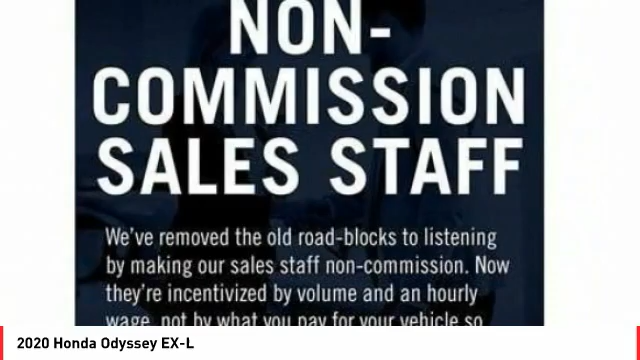 NON-
COMMISSION
SALES STAFF
We've removed the old road-blocks to listening
by making our sales staff non-commission. Now
they're incentivized by volume and an hourly
wage, not by what you pay for your vehicle so
2020 Honda Odyssey EX-L